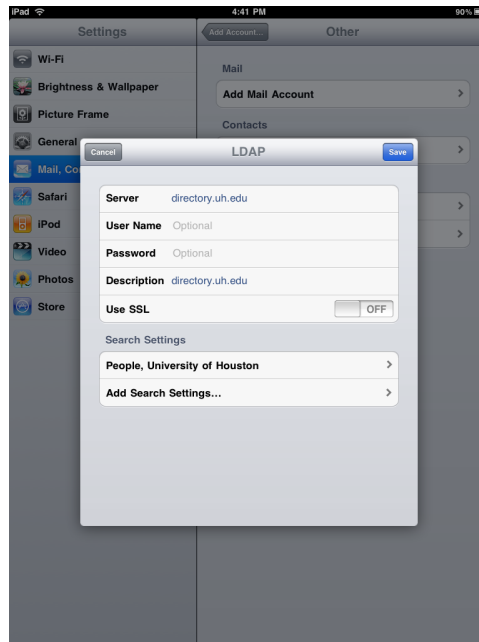 iPad 4:41 PM 90%
Settings
Add Account... Other
Wi-Fi
Brightness & Wallpaper
Picture Frame
General
Mail, Co
Safari
iPod
Video
Photos
Store
Mail
Add Mail Account
Contacts
Cancel LDAP Save
Server directory.uh.edu
User Name Optional
Password Optional
Description directory.uh.edu
Use SSL OFF
Search Settings
People, University of Houston
Add Search Settings...